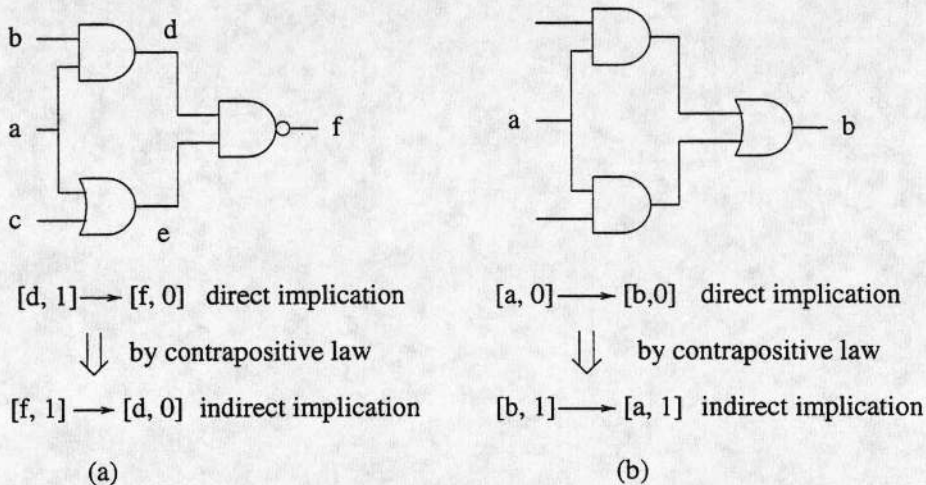 b
d
a
f
c
e
[d, 1] → [f, 0] direct implication
⇓ by contrapositive law
[f, 1] → [d, 0] indirect implication
(a)
a
b
[a, 0] → [b,0] direct implication
⇓ by contrapositive law
[b, 1] → [a, 1] indirect implication
(b)